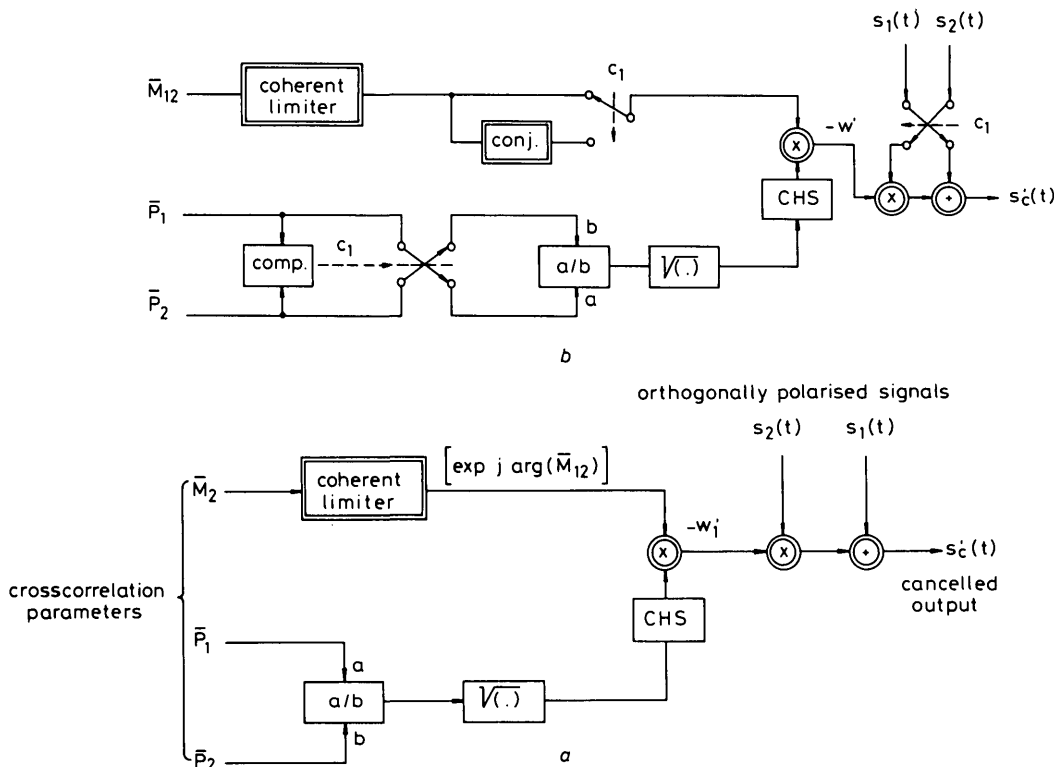 s₁(t) s₂(t)
M̅₁₂
coherent
limiter
c₁
conj.
-w'
c₁
x
x
+
s'c(t)
CHS
P̅₁
comp.
c₁
b
a/b
a
√(.)
P̅₂
b
orthogonally polarised signals
s₂(t) s₁(t)
M̅₂
coherent
limiter
[exp j arg(M̅₁₂)]
-w'₁
x
x
+
s'c(t)
cancelled
output
crosscorrelation
parameters
CHS
P̅₁
a
a/b
b
√(.)
P̅₂
a